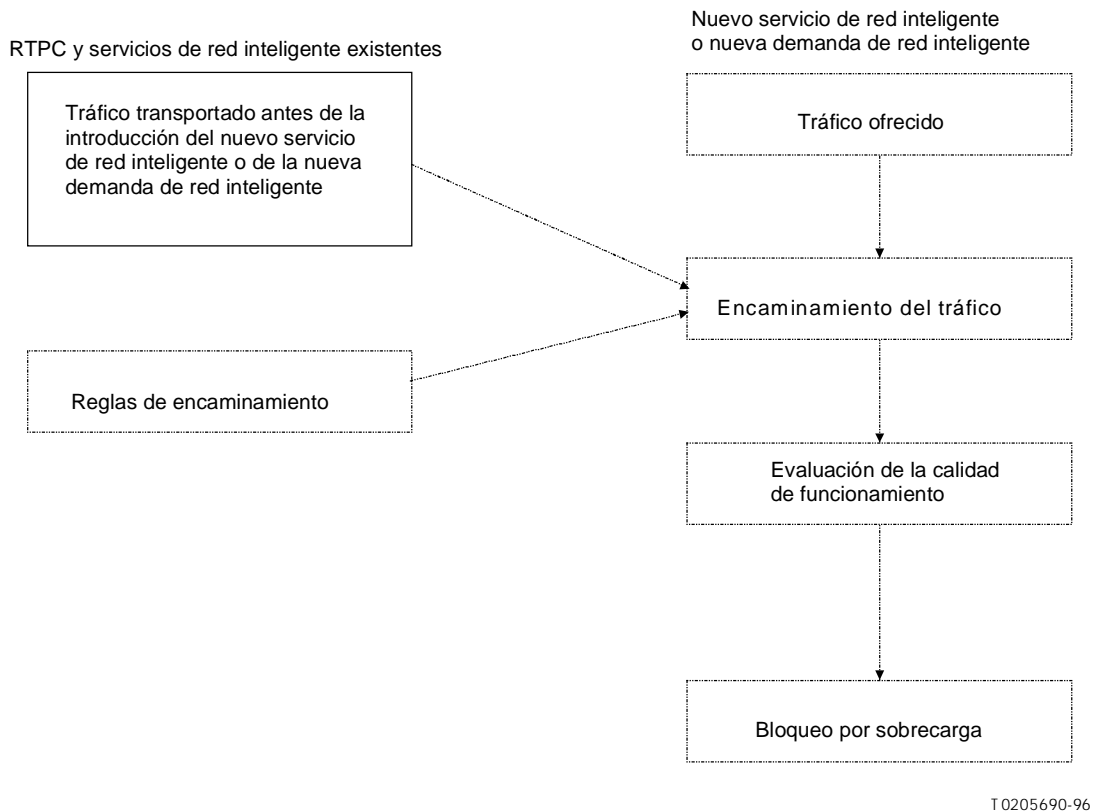 Nuevo servicio de red inteligente
o nueva demanda de red inteligente
RTPC y servicios de red inteligente existentes
Tráfico transportado antes de la
introducción del nuevo servicio
de red inteligente o de la nueva
demanda de red inteligente
Tráfico ofrecido
Encaminamiento del tráfico
Reglas de encaminamiento
Evaluación de la calidad
de funcionamiento
Bloqueo por sobrecarga
T0205690-96